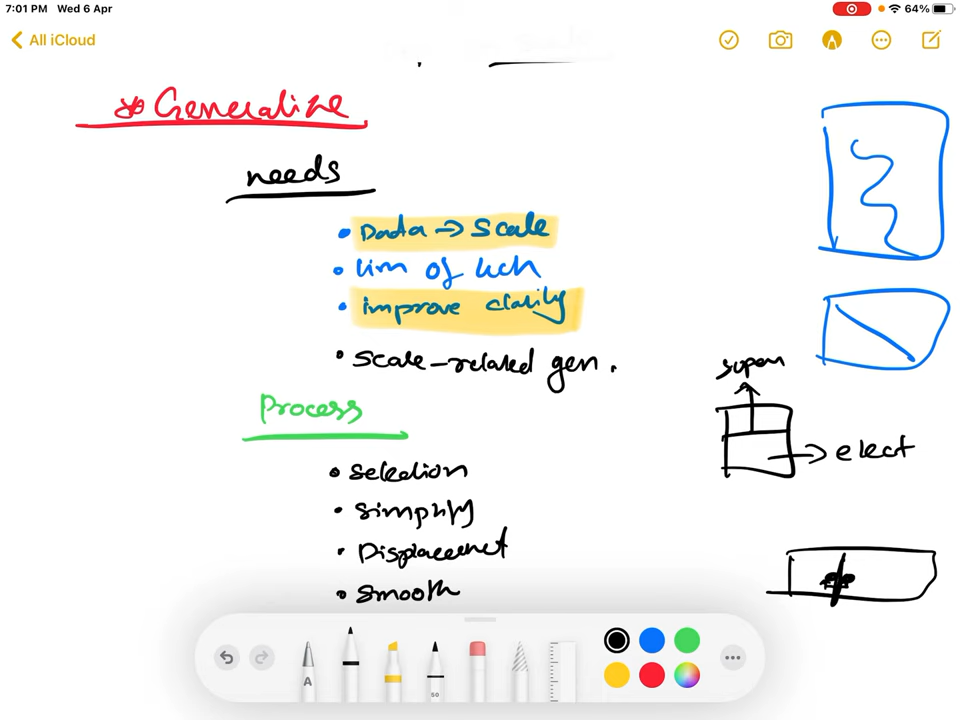 7:01 PM Wed 6 Apr
64%
All iCloud
* Generalize
needs
• Data → Scale
• lim of tech
• improve clarity
• Scale-related gen.
Process
• Selection
• Simplify
• Displacement
• Smooth
super
elect
A
50